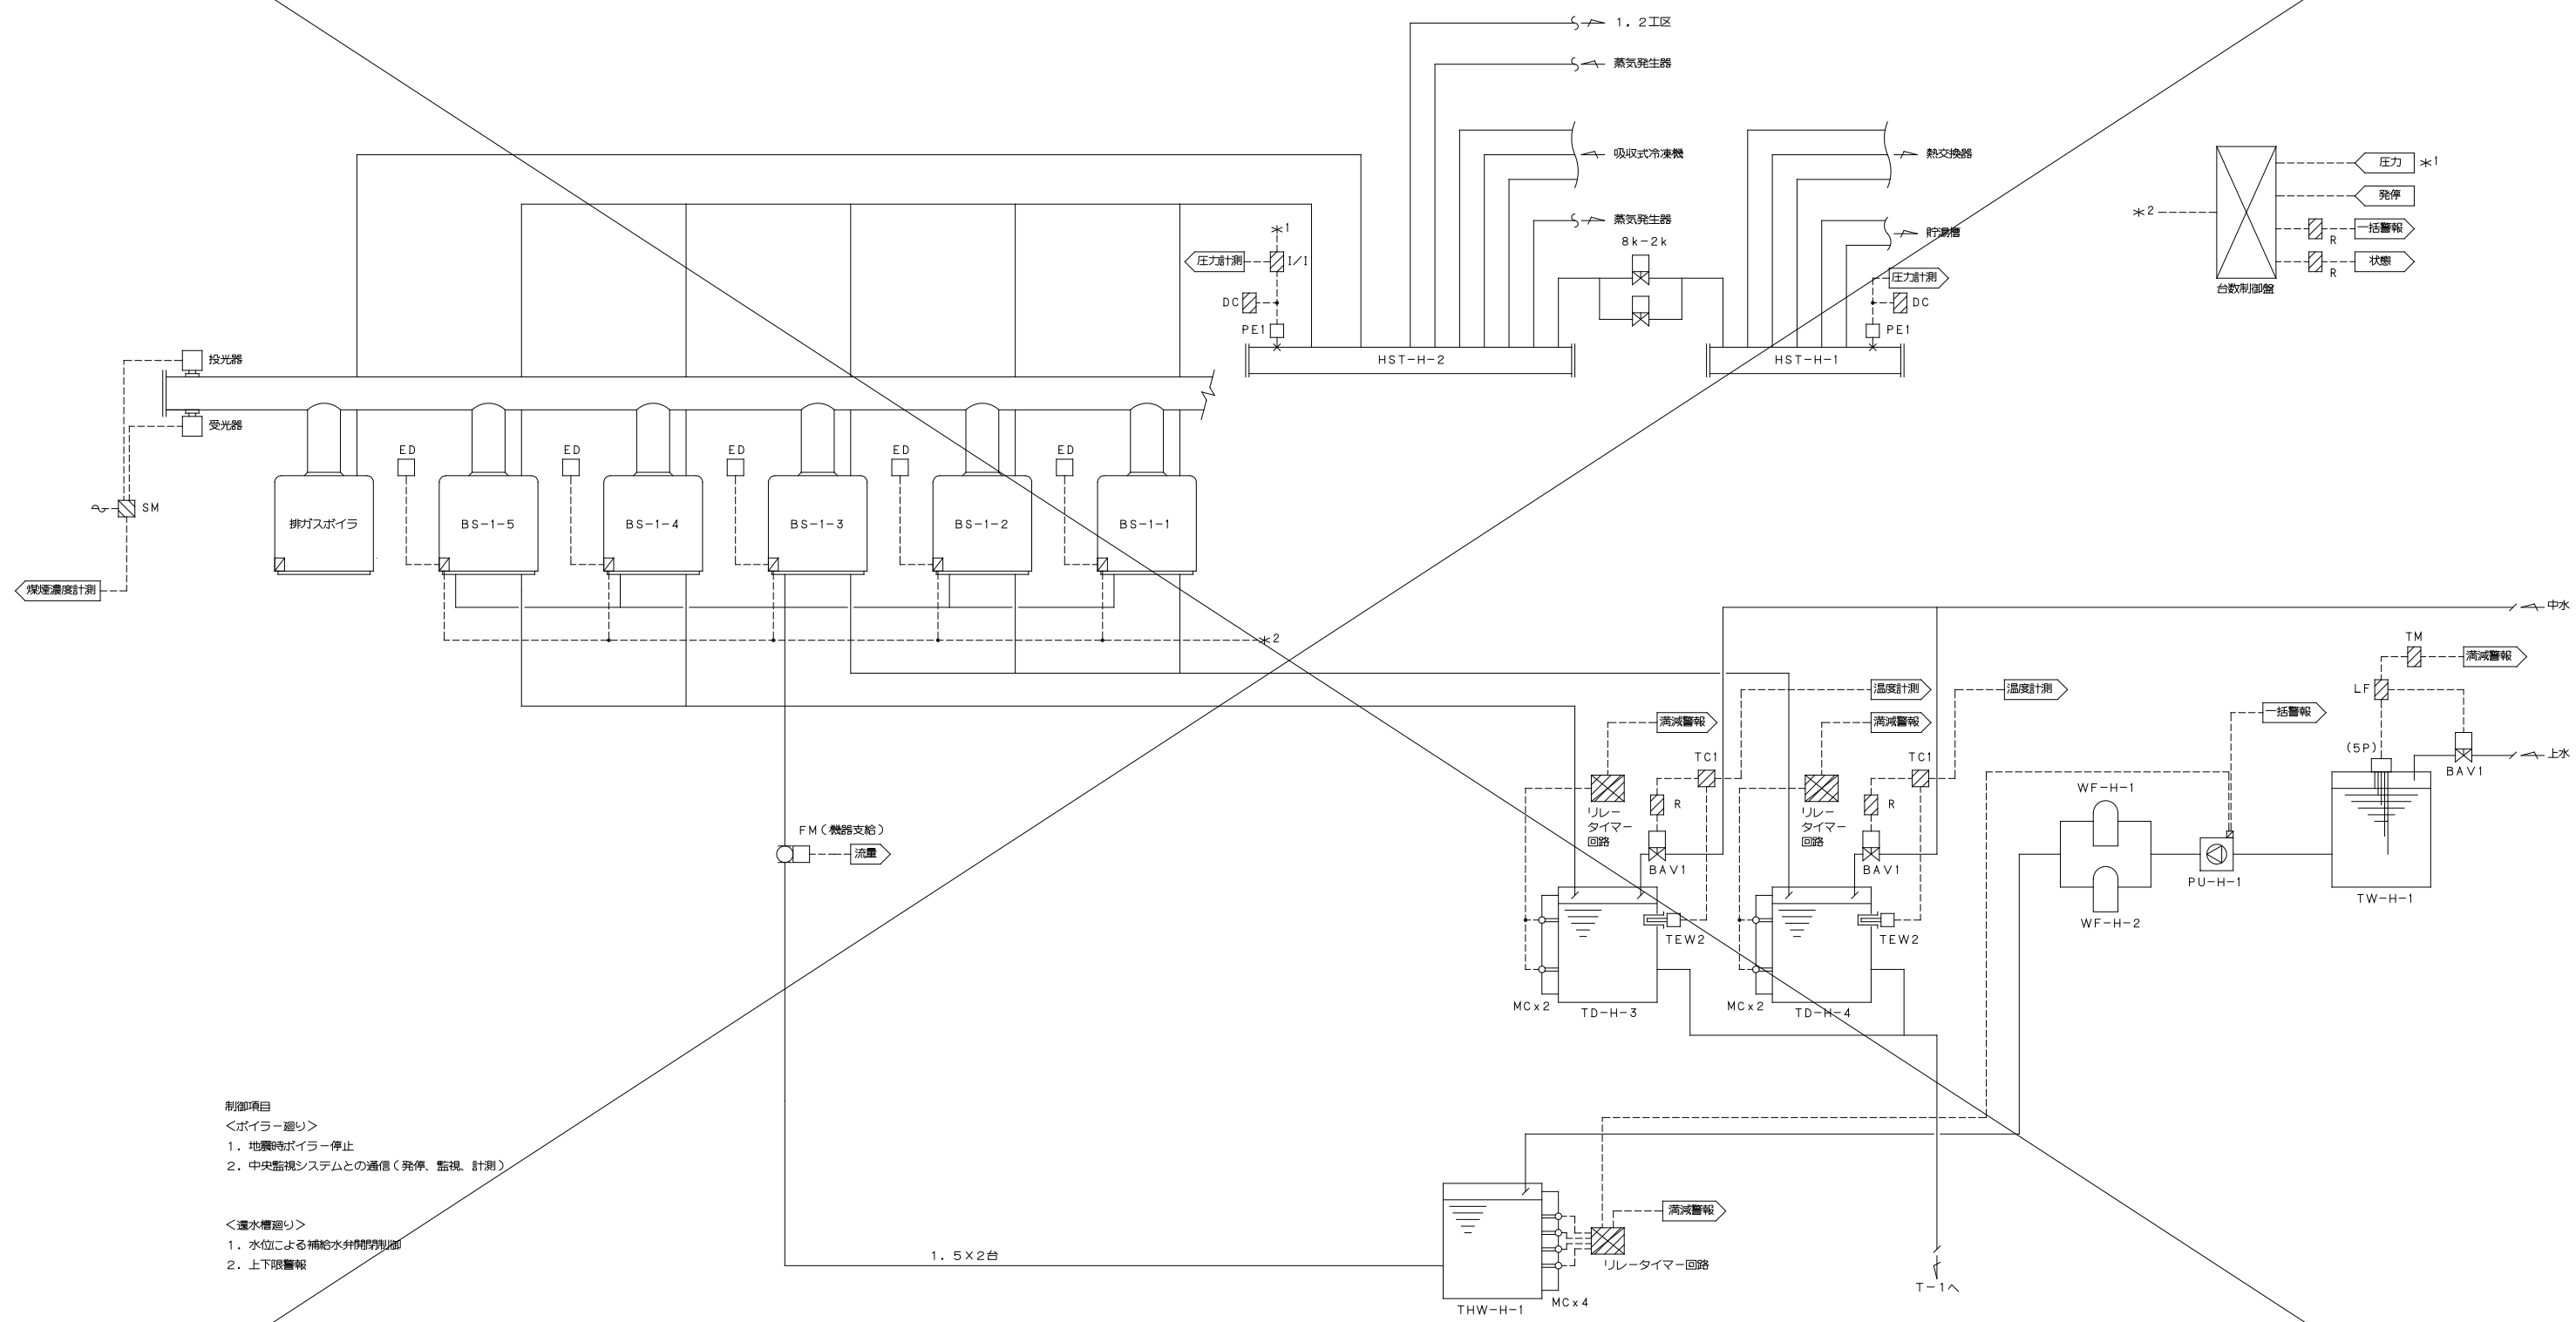 1.2工区
蒸気発生器
吸収式冷凍機
熱交換器
蒸気発生器
貯湯槽
8k-2k
圧力 *1
発停
*2
一括警報
R
状態
R
台数制御盤
*1
圧力計測
I/I
DC
PE1
圧力計測
DC
PE1
HST-H-2
HST-H-1
投光器
受光器
SM
煤煙濃度計測
ED
ED
ED
ED
ED
排ガスボイラ
BS-1-5
BS-1-4
BS-1-3
BS-1-2
BS-1-1
*2
中水
TM
満減警報
LF
温度計測
温度計測
満減警報
満減警報
一括警報
(5P)
上水
BAV1
TC1
TC1
R
R
リレー
タイマー
回路
リレー
タイマー
回路
BAV1
BAV1
WF-H-1
WF-H-2
PU-H-1
TW-H-1
FM(機器支給)
流量
TEW2
TEW2
MCx2
TD-H-3
MCx2
TD-H-4
制御項目
<ボイラー廻り>
1. 地震時ボイラー停止
2. 中央監視システムとの通信(発停、監視、計測)
<還水槽廻り>
1. 水位による補給水弁開閉制御
2. 上下限警報
1.5×2台
満減警報
リレータイマー回路
THW-H-1
MCx4
T-1へ